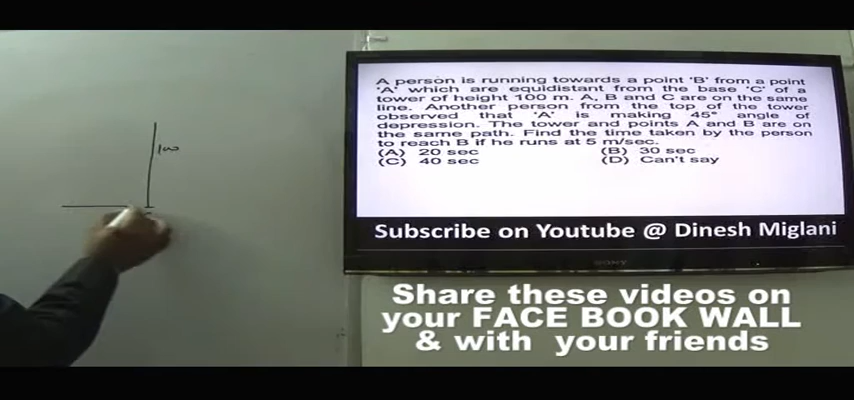 100
A person is running towards a point 'B' from a point
'A' which are equidistant from the base 'C' of a
tower of height 100 m. A, B and C are on the same
line. Another person from the top of the tower
observed that 'A' is making 45° angle of
depression. The tower and points A and B are on
the same path. Find the time taken by the person
to reach B if he runs at 5 m/sec.
(A) 20 sec (B) 30 sec
(C) 40 sec (D) Can't say
Subscribe on Youtube @ Dinesh Miglani
SONY
Share these videos on
your FACE BOOK WALL
& with your friends